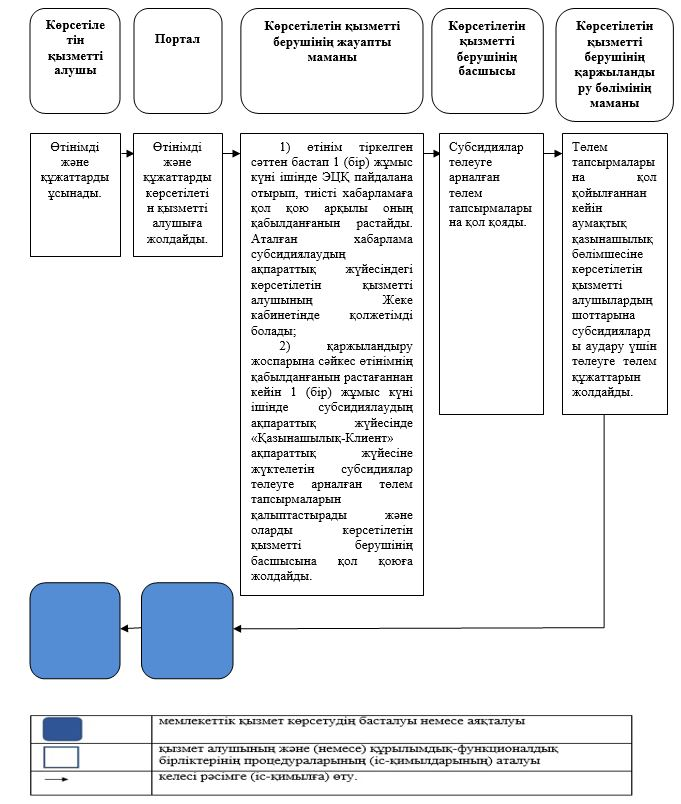 Көрсетіле
тін
қызметті
алушы
Портал
Көрсетілетін қызметті
берушінің жауапты
маманы
Көрсетілетін
қызметті
берушінің
басшысы
Көрсетілетін
қызметті
берушінің
қаржыланды
ру бөлімінің
маманы
Өтінімді
және
құжаттарды
ұсынады.
Өтінімді
және
құжаттарды
көрсетілеті
н қызметті
алушыға
жолдайды.
1) өтінім тіркелген
сәттен бастап 1 (бір) жұмыс
күні ішінде ЭЦҚ пайдалана
отырып, тиісті хабарламаға
қол қою арқылы оның
қабылданғанын растайды.
Аталған хабарлама
субсидиялаудың
ақпараттық жүйесіндегі
көрсетілетін қызметті
алушының Жеке
кабинетінде қолжетімді
болады;
2) қаржыландыру
жоспарына сәйкес өтінімнің
қабылданғанын растағаннан
кейін 1 (бір) жұмыс күні
ішінде субсидиялаудың
ақпараттық жүйесінде
«Қазынашылық-Клиент»
ақпараттық жүйесіне
жүктелетін субсидиялар
төлеуге арналған төлем
тапсырмаларын
қалыптастырады және
оларды көрсетілетін
қызметті берушінің
басшысына қол қоюға
жолдайды.
Субсидиялар
төлеуге
арналған
төлем
тапсырмалары
на қол қояды.
Төлем
тапсырмалары
на қол
қойылғаннан
кейін
аумақтық
қазынашылық
бөлімшесіне
көрсетілетін
қызметті
алушылардың
шоттарына
субсидиялард
ы аудару үшін
төлеуге төлем
құжаттарын
жолдайды.
мемлекеттік қызмет көрсетудің басталуы немесе аяқталуы
қызмет алушының және (немесе) құрылымдық-функционалдық
бірліктерінің процедураларының (іс-қимылдарының) аталуы
келесі рәсімге (іс-қимылға) өту.